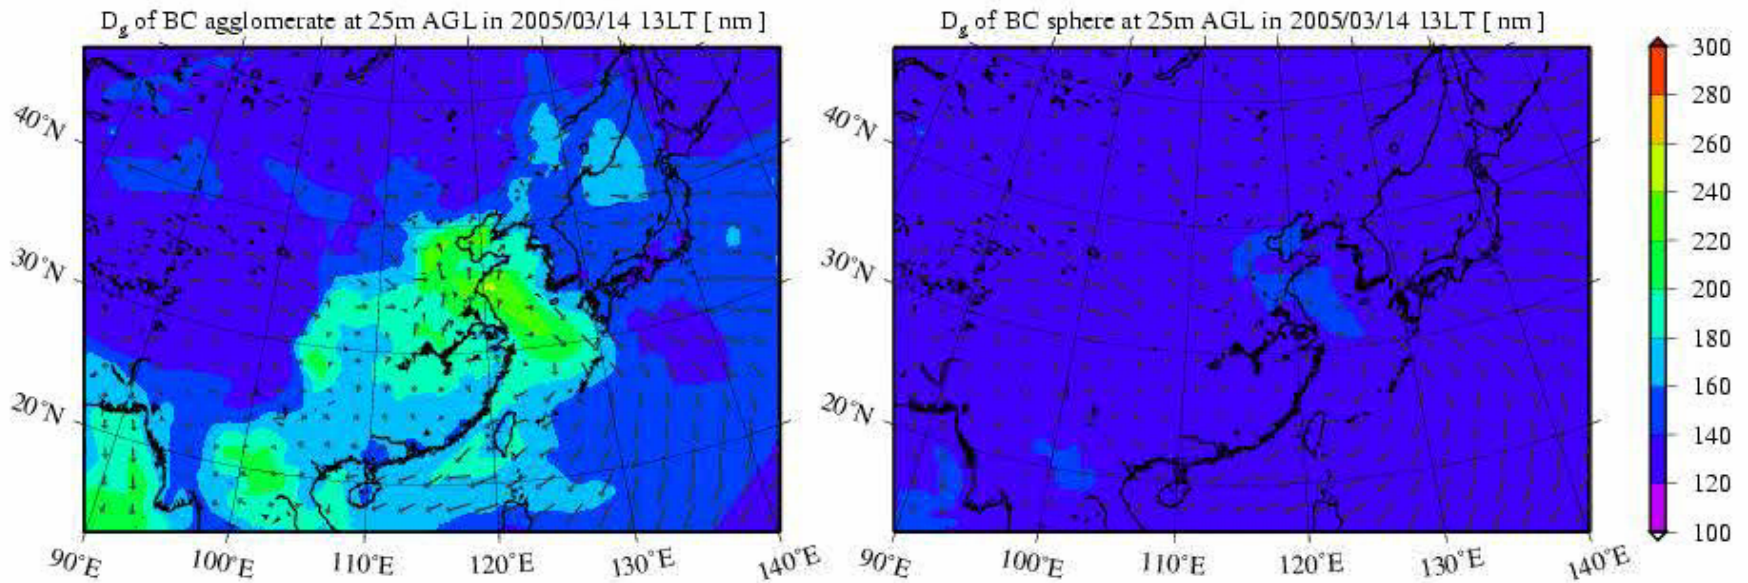 Dg of BC agglomerate at 25m AGL in 2005/03/14 13LT [ nm ]
Dg of BC sphere at 25m AGL in 2005/03/14 13LT [ nm ]
40°N
30°N
20°N
90°E
100°E
110°E
120°E
130°E
140°E
40°N
30°N
20°N
90°E
100°E
110°E
120°E
130°E
140°E
300
280
260
240
220
200
180
160
140
120
100